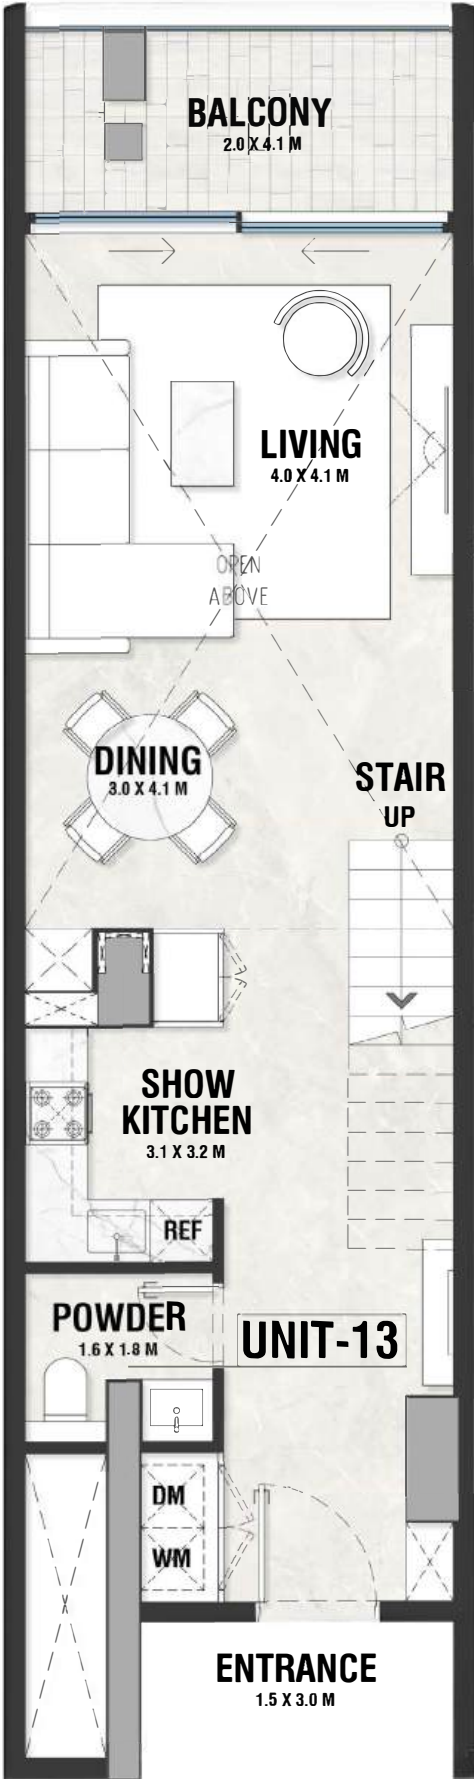 BALCONY
2.0 X 4.1 M
LIVING
4.0 X 4.1 M
OPEN
ABOVE
DINING
3.0 X 4.1 M
STAIR
UP
SHOW
KITCHEN
3.1 X 3.2 M
REF
POWDER
1.6 X 1.8 M
UNIT-13
DM
WM
ENTRANCE
1.5 X 3.0 M